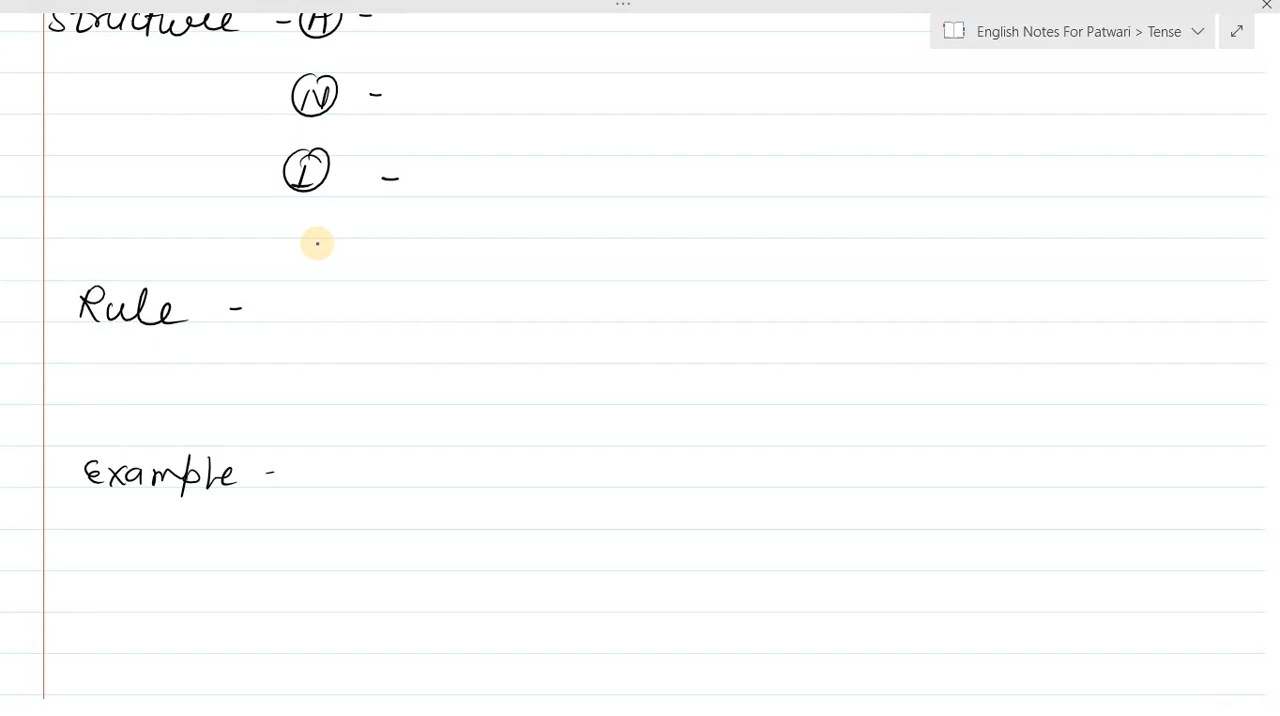 Structure - Ⓐ -
English Notes For Patwari > Tense
Ⓝ -
Ⓘ -
Rule -
Example -